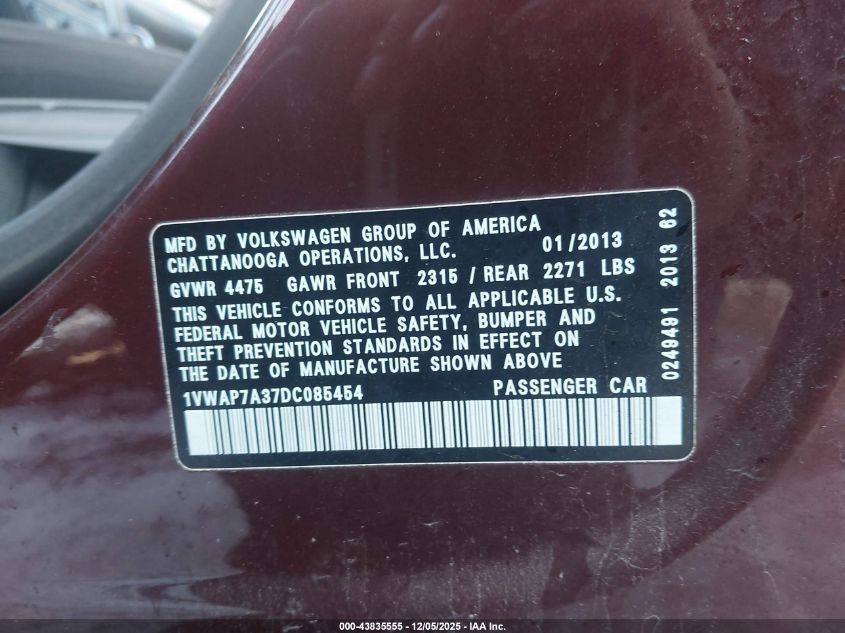 MFD BY VOLKSWAGEN GROUP OF AMERICA
CHATTANOOGA OPERATIONS, LLC. 01/2013
GVWR 4475 GAWR FRONT 2315 / REAR 2271 LBS
THIS VEHICLE CONFORMS TO ALL APPLICABLE U.S.
FEDERAL MOTOR VEHICLE SAFETY, BUMPER AND
THEFT PREVENTION STANDARDS IN EFFECT ON
THE DATE OF MANUFACTURE SHOWN ABOVE
1VWAP7A37DC085454 PASSENGER CAR
0249491 2013 62
000-43835555 - 12/05/2025 - IAA Inc.